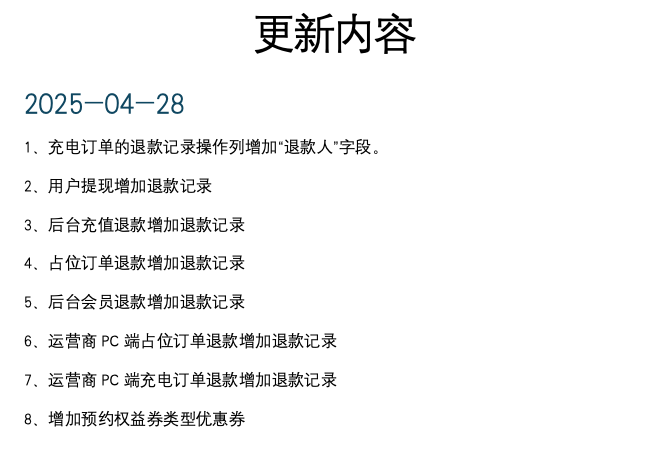 更新内容
2025-04-28
1、充电订单的退款记录操作列增加“退款人”字段。
2、用户提现增加退款记录
3、后台充值退款增加退款记录
4、占位订单退款增加退款记录
5、后台会员退款增加退款记录
6、运营商 PC 端占位订单退款增加退款记录
7、运营商 PC 端充电订单退款增加退款记录
8、增加预约权益券类型优惠券